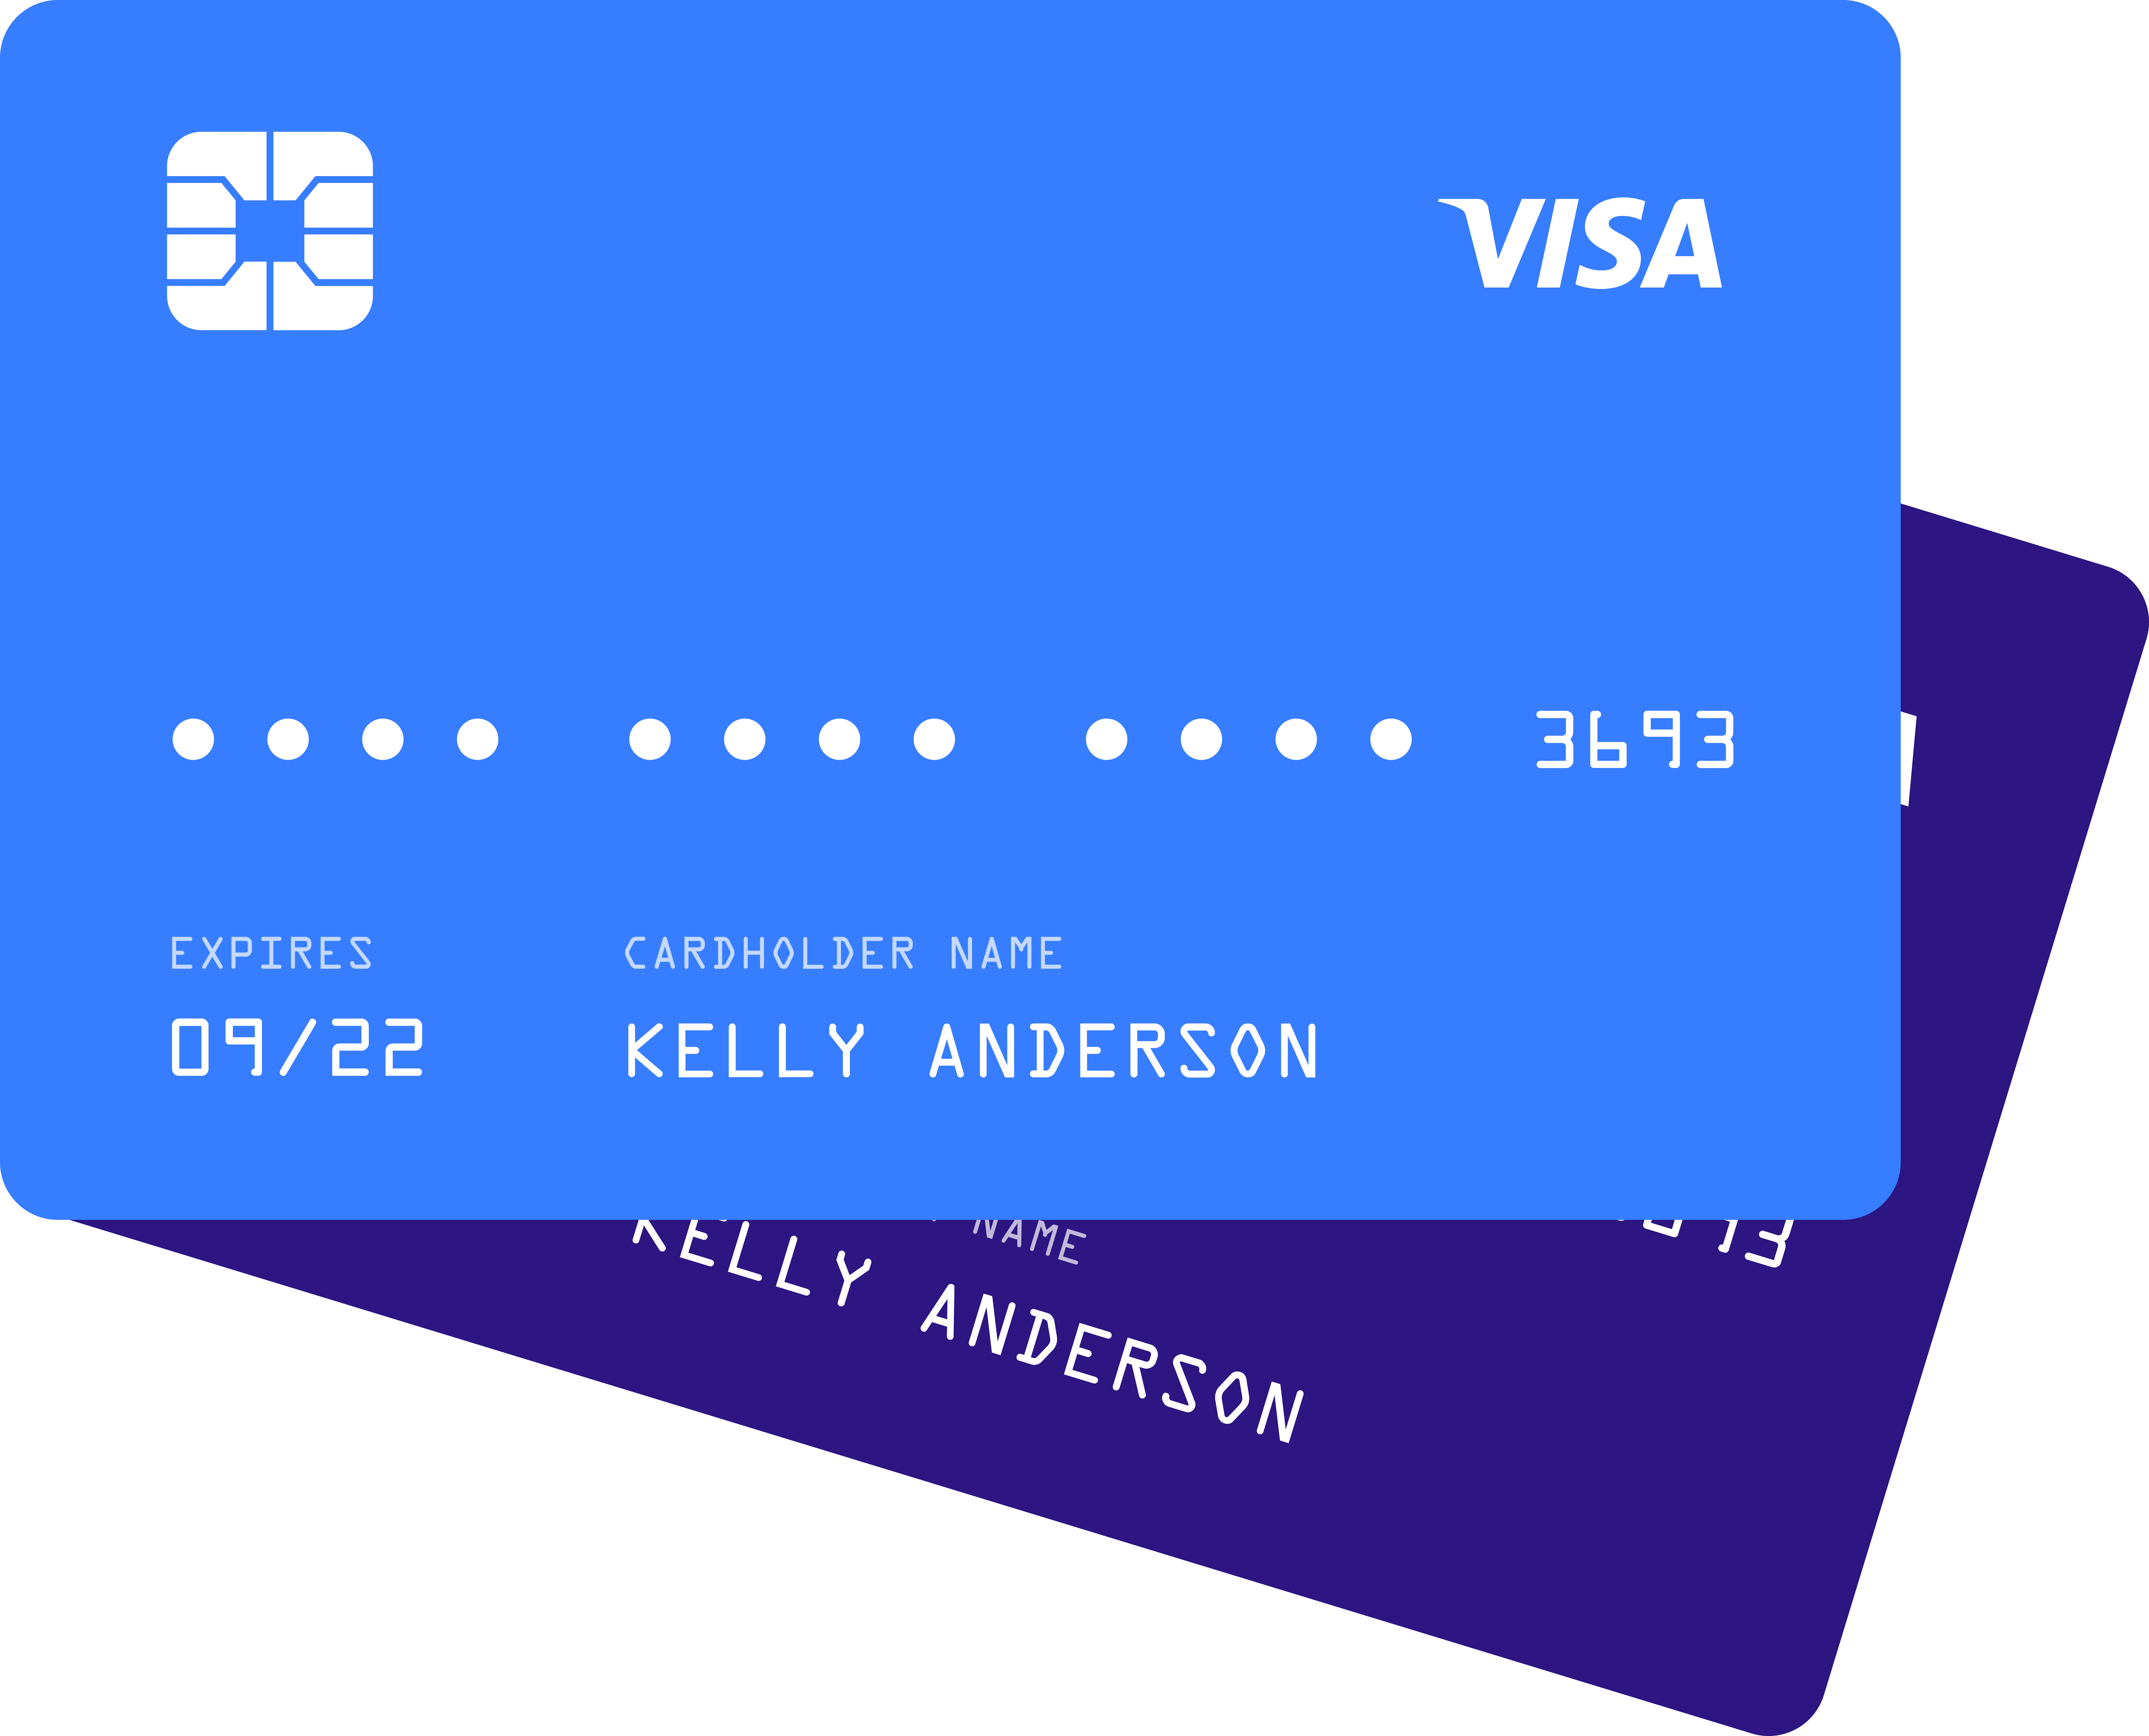 VISA
3693
EXPIRES CARDHOLDER NAME
09/22 KELLY ANDERSON
NAME
KELLY ANDERSON